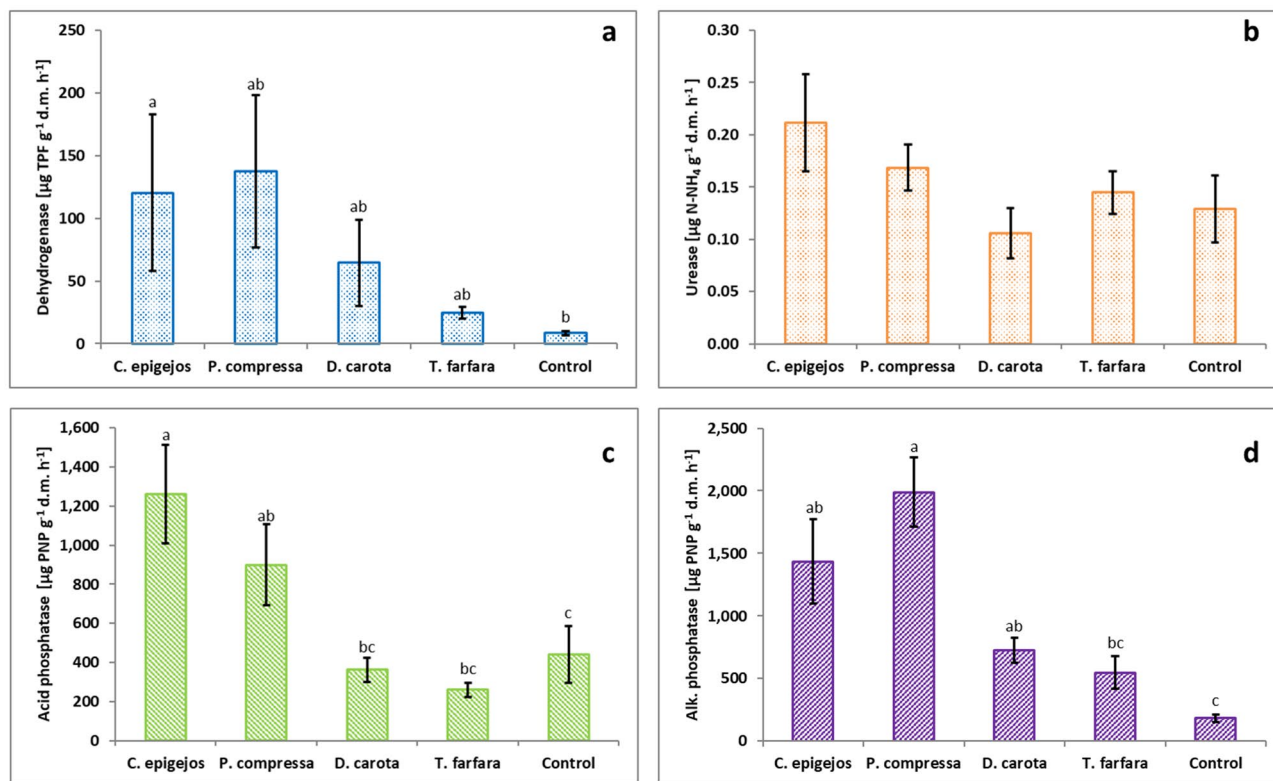 a
Dehydrogenase [µg TPF g⁻¹ d.m. h⁻¹]
250
200
150
100
50
0
a
ab
ab
ab
b
C. epigejos P. compressa D. carota T. farfara Control
b
Urease [µg N-NH₄ g⁻¹ d.m. h⁻¹ ]
0.30
0.25
0.20
0.15
0.10
0.05
0.00
C. epigejos P. compressa D. carota T. farfara Control
c
Acid phosphatase [µg PNP g⁻¹ d.m. h⁻¹]
1,600
1,400
1,200
1,000
800
600
400
200
0
a
ab
bc
bc
c
C. epigejos P. compressa D. carota T. farfara Control
d
Alk. phosphatase [µg PNP g⁻¹ d.m. h⁻¹]
2,500
2,000
1,500
1,000
500
0
ab
a
ab
bc
c
C. epigejos P. compressa D. carota T. farfara Control